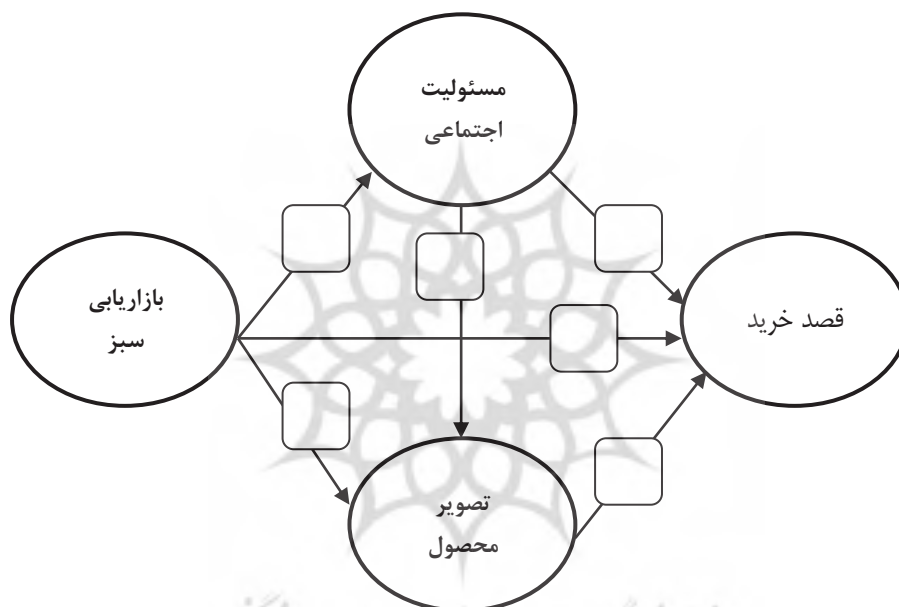 مسئولیت
اجتماعی
بازاریابی
سبز
قصد خرید
تصویر
محصول